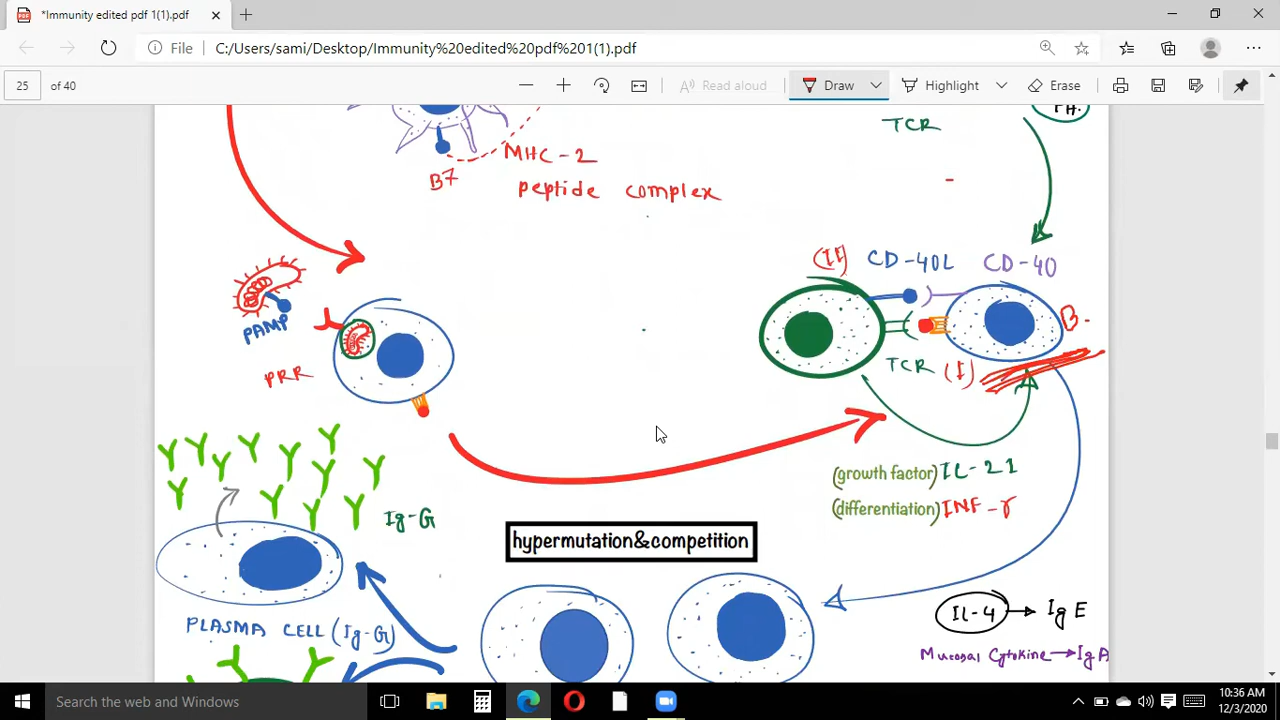 *Immunity edited pdf 1(1).pdf
File
C:/Users/sami/Desktop/Immunity%20edited%20pdf%201(1).pdf
25
of 40
Read aloud
Draw
Highlight
Erase
TCR
MHC-2
B7
peptide complex
(II)
CD-40L
CD-40
PAMP
B.
PRR
TCR (I)
(growth factor) IL-21
(differentiation) INF-γ
Ig-G
hypermutation&competition
IL-4 → IgE
PLASMA CELL (Ig-G)
Mucosal Cytokine → IgA
Search the web and Windows
10:36 AM
12/3/2020